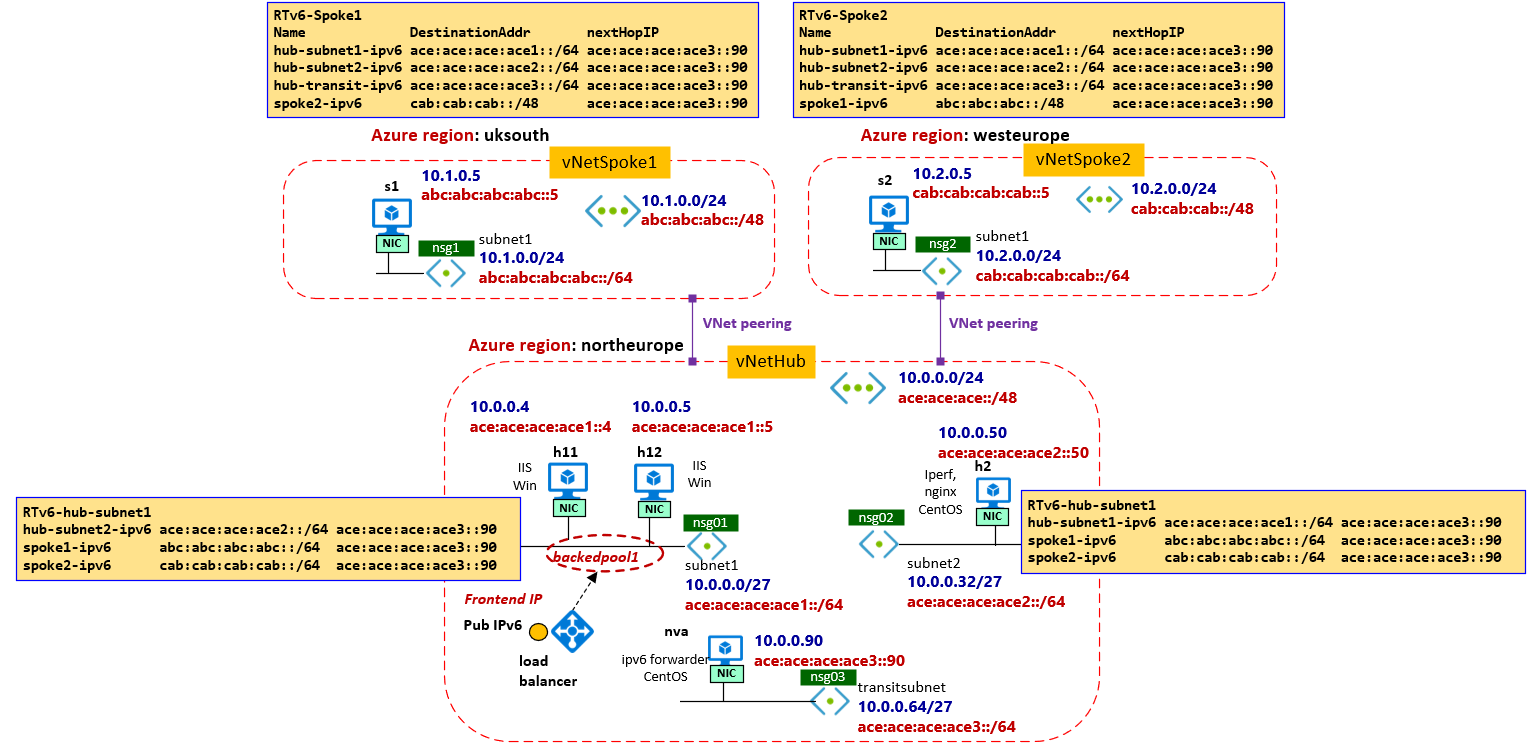 RTv6-Spoke1
Name DestinationAddr nextHopIP
hub-subnet1-ipv6 ace:ace:ace:ace1::/64 ace:ace:ace:ace3::90
hub-subnet2-ipv6 ace:ace:ace:ace2::/64 ace:ace:ace:ace3::90
hub-transit-ipv6 ace:ace:ace:ace3::/64 ace:ace:ace:ace3::90
spoke2-ipv6 cab:cab:cab::/48 ace:ace:ace:ace3::90
RTv6-Spoke2
Name DestinationAddr nextHopIP
hub-subnet1-ipv6 ace:ace:ace:ace1::/64 ace:ace:ace:ace3::90
hub-subnet2-ipv6 ace:ace:ace:ace2::/64 ace:ace:ace:ace3::90
hub-transit-ipv6 ace:ace:ace:ace3::/64 ace:ace:ace:ace3::90
spoke1-ipv6 abc:abc:abc::/48 ace:ace:ace:ace3::90
Azure region: uksouth
vNetSpoke1
10.1.0.5
abc:abc:abc:abc::5
s1
NIC
10.1.0.0/24
abc:abc:abc::/48
nsg1
subnet1
10.1.0.0/24
abc:abc:abc:abc::/64
Azure region: westeurope
vNetSpoke2
10.2.0.5
cab:cab:cab:cab::5
s2
NIC
10.2.0.0/24
cab:cab:cab::/48
nsg2
subnet1
10.2.0.0/24
cab:cab:cab:cab::/64
VNet peering
VNet peering
Azure region: northeurope
vNetHub
10.0.0.0/24
ace:ace:ace::/48
10.0.0.4
ace:ace:ace:ace1::4
h11
IIS
Win
NIC
10.0.0.5
ace:ace:ace:ace1::5
h12
IIS
Win
NIC
10.0.0.50
ace:ace:ace:ace2::50
h2
Iperf,
nginx
CentOS
NIC
RTv6-hub-subnet1
hub-subnet2-ipv6 ace:ace:ace:ace2::/64 ace:ace:ace:ace3::90
spoke1-ipv6 abc:abc:abc:abc::/64 ace:ace:ace:ace3::90
spoke2-ipv6 cab:cab:cab:cab::/64 ace:ace:ace:ace3::90
backedpool1
nsg01
subnet1
10.0.0.0/27
ace:ace:ace:ace1::/64
nsg02
subnet2
10.0.0.32/27
ace:ace:ace:ace2::/64
RTv6-hub-subnet1
hub-subnet1-ipv6 ace:ace:ace:ace1::/64 ace:ace:ace:ace3::90
spoke1-ipv6 abc:abc:abc:abc::/64 ace:ace:ace:ace3::90
spoke2-ipv6 cab:cab:cab:cab::/64 ace:ace:ace:ace3::90
Frontend IP
Pub IPv6
load
balancer
nva
ipv6 forwarder
CentOS
NIC
10.0.0.90
ace:ace:ace:ace3::90
nsg03
transitsubnet
10.0.0.64/27
ace:ace:ace:ace3::/64